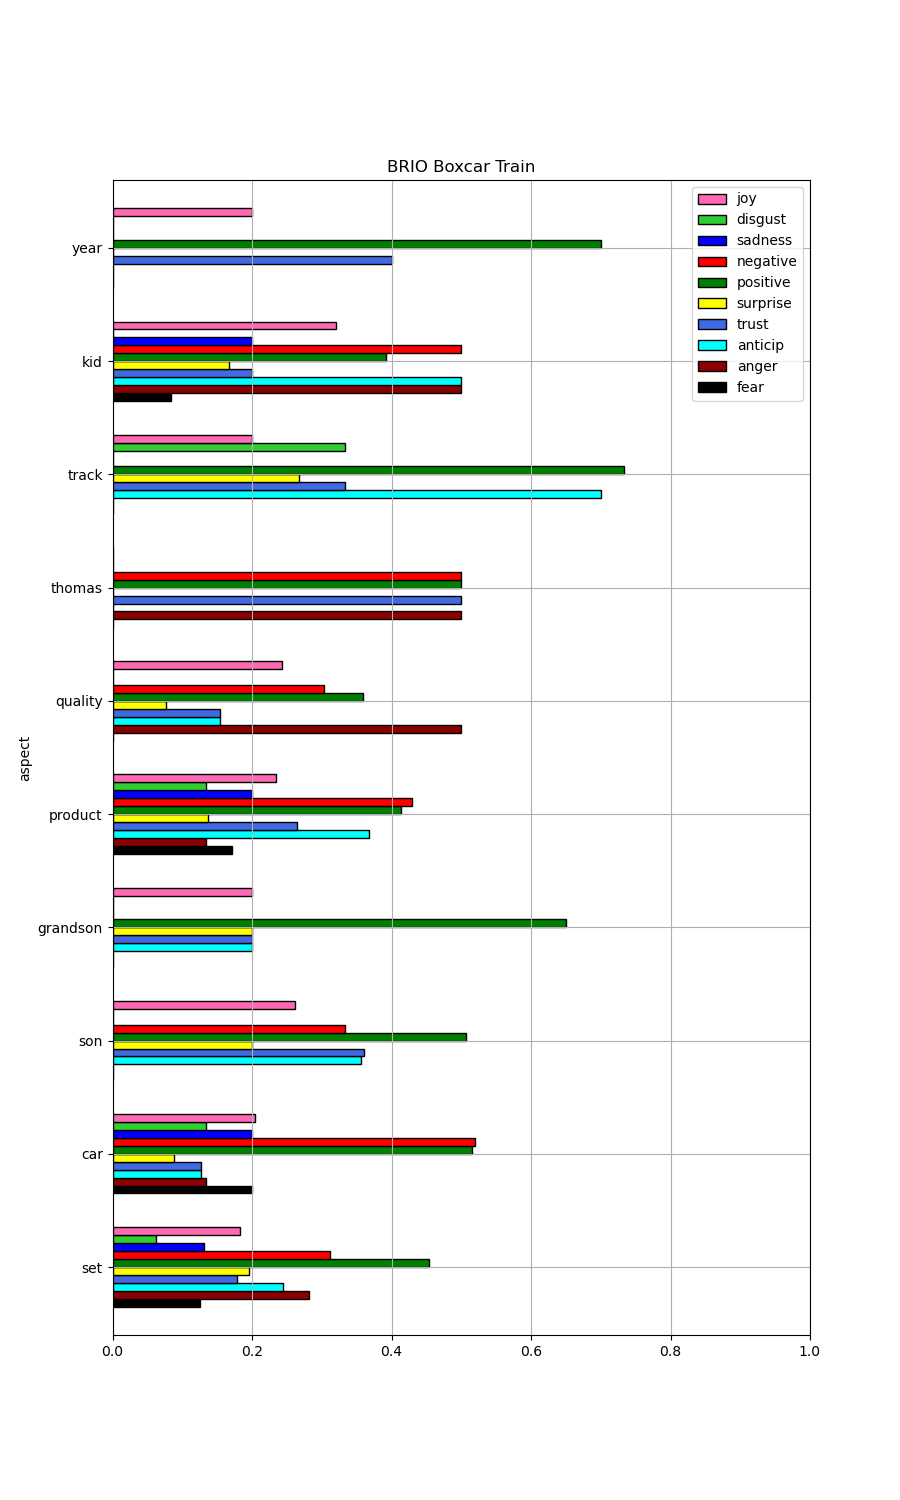 BRIO Boxcar Train
joy
disgust
sadness
negative
positive
surprise
trust
anticip
anger
fear
year
kid
track
thomas
quality
product
grandson
son
car
set
aspect
0.0 0.2 0.4 0.6 0.8 1.0